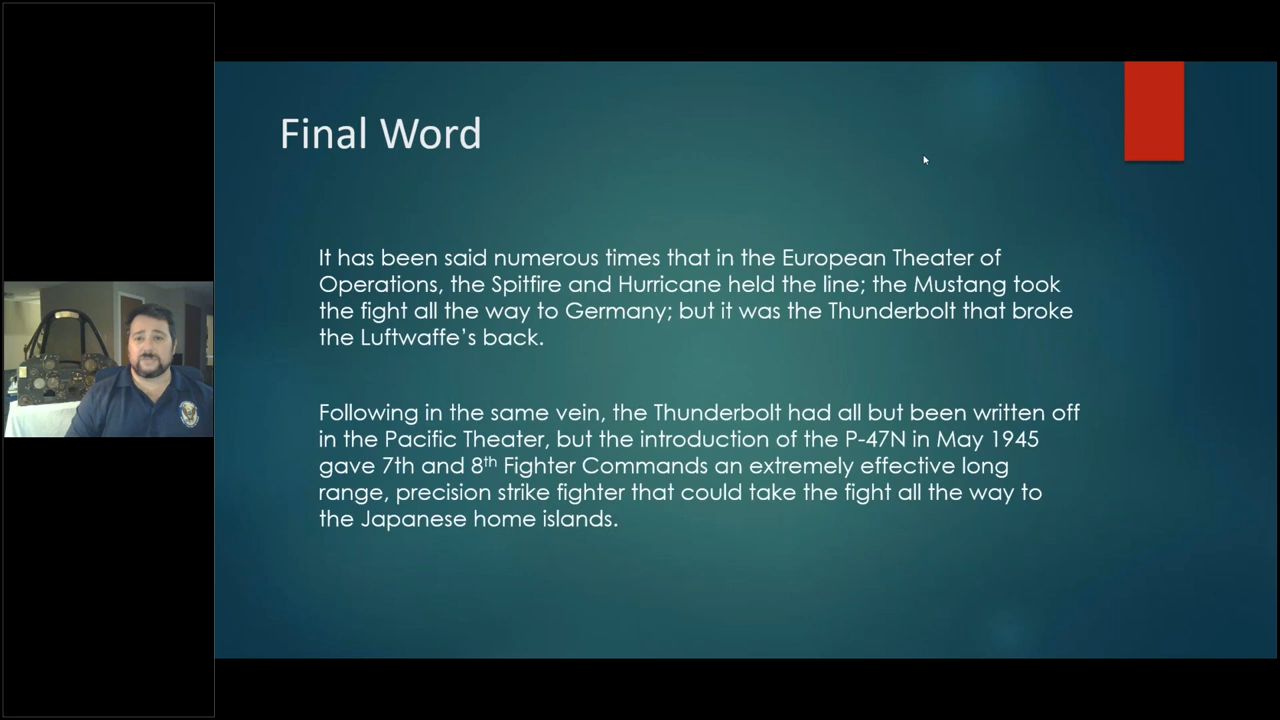 Final Word
It has been said numerous times that in the European Theater of
Operations, the Spitfire and Hurricane held the line; the Mustang took
the fight all the way to Germany; but it was the Thunderbolt that broke
the Luftwaffe’s back.
Following in the same vein, the Thunderbolt had all but been written off
in the Pacific Theater, but the introduction of the P-47N in May 1945
gave 7th and 8th Fighter Commands an extremely effective long
range, precision strike fighter that could take the fight all the way to
the Japanese home islands.